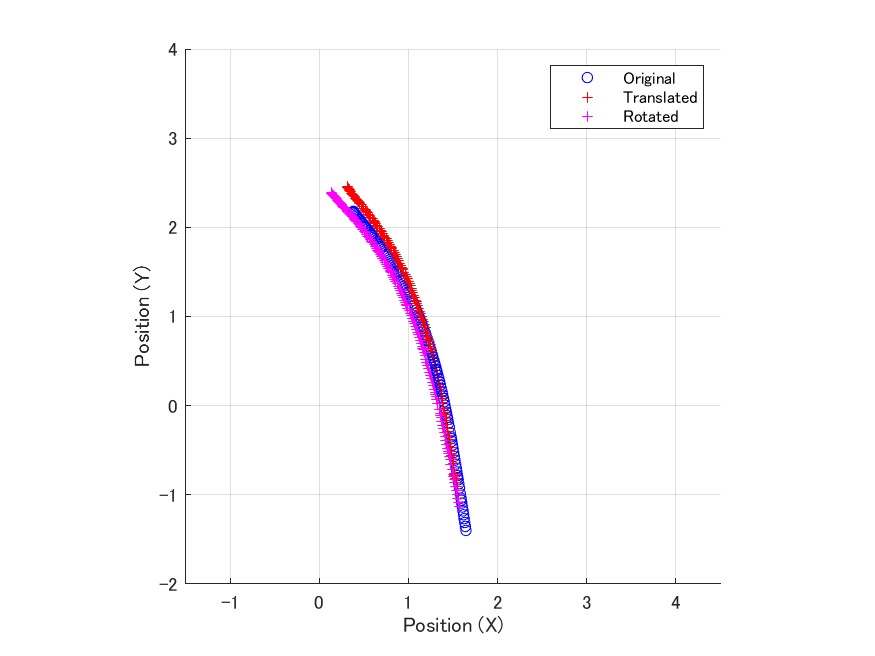 4
3
2
1
0
−1
−2
−1
0
1
2
3
4
Position (Y)
Position (X)
Original
Translated
Rotated